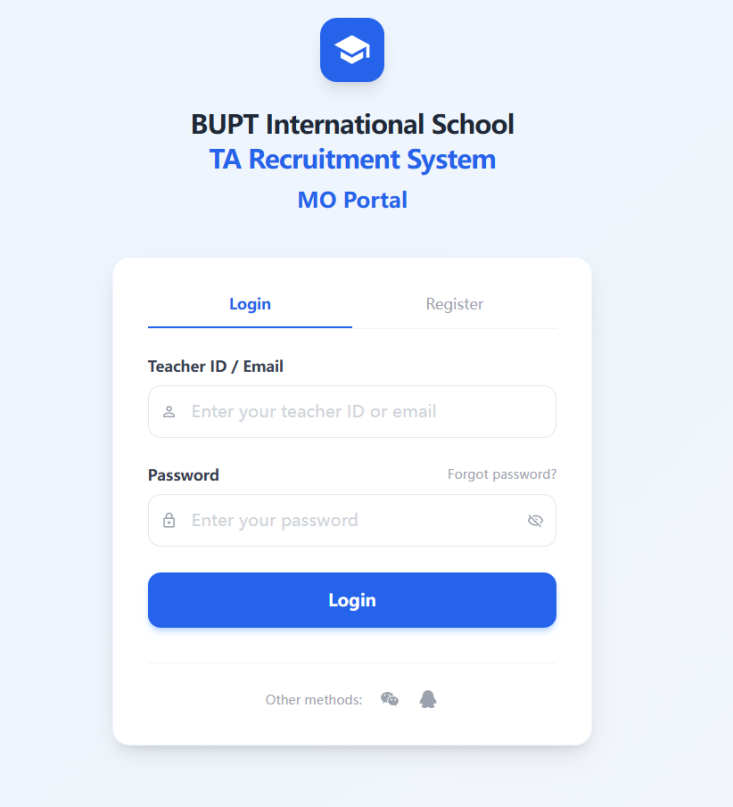 BUPT International School
TA Recruitment System
MO Portal
Login
Register
Teacher ID / Email
Enter your teacher ID or email
Password
Forgot password?
Enter your password
Login
Other methods: